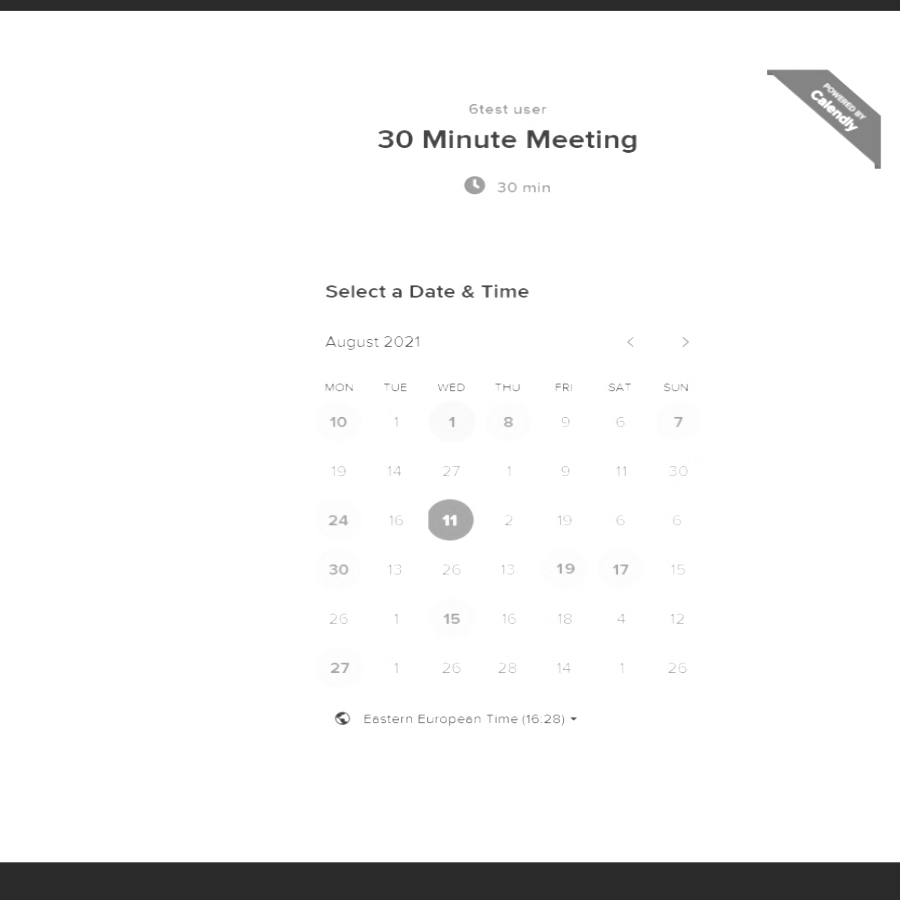 POWERED BY
Calendly
6test user
30 Minute Meeting
30 min
Select a Date & Time
August 2021
MON TUE WED THU FRI SAT SUN
10 1 1 8 9 6 7
19 14 27 1 9 11 30
24 16 11 2 19 6 6
30 13 26 13 19 17 15
26 1 15 16 18 4 12
27 1 26 28 14 1 26
Eastern European Time (16:28)